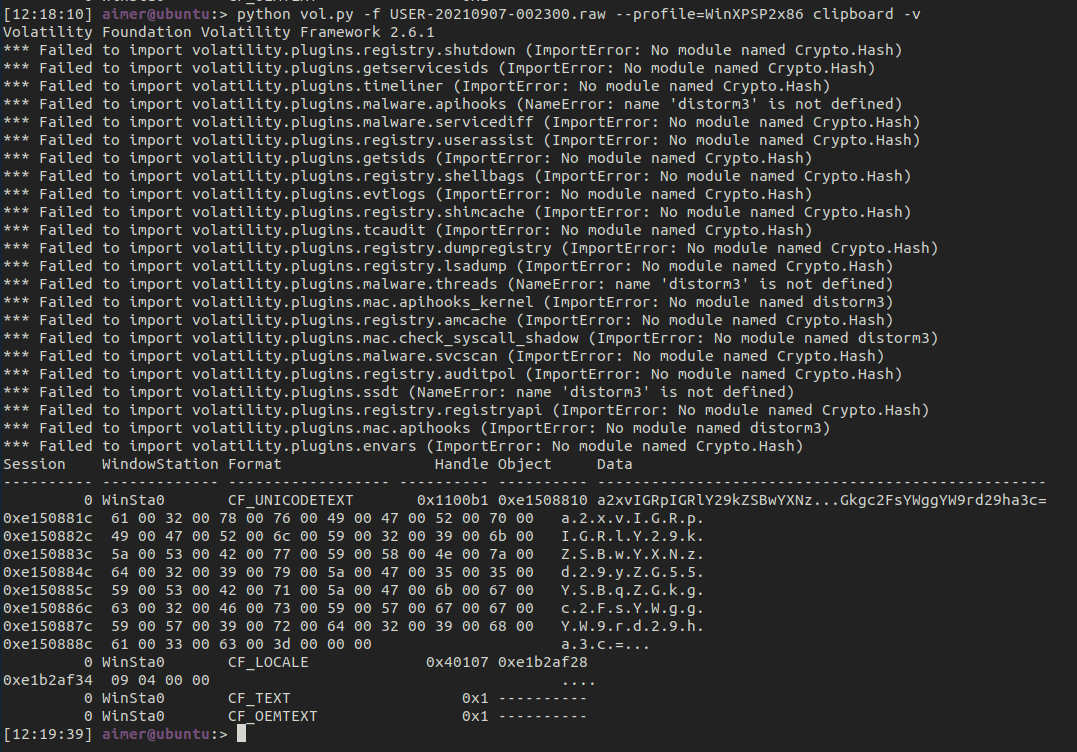 0 WinSta0 CF_OEMTEXT 0x1 ----------
[12:18:10] aimer@ubuntu:> python vol.py -f USER-20210907-002300.raw --profile=WinXPSP2x86 clipboard -v
Volatility Foundation Volatility Framework 2.6.1
*** Failed to import volatility.plugins.registry.shutdown (ImportError: No module named Crypto.Hash)
*** Failed to import volatility.plugins.getservicesids (ImportError: No module named Crypto.Hash)
*** Failed to import volatility.plugins.timeliner (ImportError: No module named Crypto.Hash)
*** Failed to import volatility.plugins.malware.apihooks (NameError: name 'distorm3' is not defined)
*** Failed to import volatility.plugins.malware.servicediff (ImportError: No module named Crypto.Hash)
*** Failed to import volatility.plugins.registry.userassist (ImportError: No module named Crypto.Hash)
*** Failed to import volatility.plugins.getsids (ImportError: No module named Crypto.Hash)
*** Failed to import volatility.plugins.registry.shellbags (ImportError: No module named Crypto.Hash)
*** Failed to import volatility.plugins.evtlogs (ImportError: No module named Crypto.Hash)
*** Failed to import volatility.plugins.registry.shimcache (ImportError: No module named Crypto.Hash)
*** Failed to import volatility.plugins.tcaudit (ImportError: No module named Crypto.Hash)
*** Failed to import volatility.plugins.registry.dumpregistry (ImportError: No module named Crypto.Hash)
*** Failed to import volatility.plugins.registry.lsadump (ImportError: No module named Crypto.Hash)
*** Failed to import volatility.plugins.malware.threads (NameError: name 'distorm3' is not defined)
*** Failed to import volatility.plugins.mac.apihooks_kernel (ImportError: No module named distorm3)
*** Failed to import volatility.plugins.registry.amcache (ImportError: No module named Crypto.Hash)
*** Failed to import volatility.plugins.mac.check_syscall_shadow (ImportError: No module named distorm3)
*** Failed to import volatility.plugins.malware.svcscan (ImportError: No module named Crypto.Hash)
*** Failed to import volatility.plugins.registry.auditpol (ImportError: No module named Crypto.Hash)
*** Failed to import volatility.plugins.ssdt (NameError: name 'distorm3' is not defined)
*** Failed to import volatility.plugins.registry.registryapi (ImportError: No module named Crypto.Hash)
*** Failed to import volatility.plugins.mac.apihooks (ImportError: No module named distorm3)
*** Failed to import volatility.plugins.envars (ImportError: No module named Crypto.Hash)
Session    WindowStation Format                 Handle Object     Data
---------- ------------- ------------------ ---------- ---------- --------------------------------------------------
         0 WinSta0       CF_UNICODETEXT       0x1100b1 0xe1508810 a2xvIGRpIGRlY29kZSBwYXNz...Gkgc2FsYWggYW9rd29ha3c=
0xe150881c  61 00 32 00 78 00 76 00 49 00 47 00 52 00 70 00   a.2.x.v.I.G.R.p.
0xe150882c  49 00 47 00 52 00 6c 00 59 00 32 00 39 00 6b 00   I.G.R.l.Y.2.9.k.
0xe150883c  5a 00 53 00 42 00 77 00 59 00 58 00 4e 00 7a 00   Z.S.B.w.Y.X.N.z.
0xe150884c  64 00 32 00 39 00 79 00 5a 00 47 00 35 00 35 00   d.2.9.y.Z.G.5.5.
0xe150885c  59 00 53 00 42 00 71 00 5a 00 47 00 6b 00 67 00   Y.S.B.q.Z.G.k.g.
0xe150886c  63 00 32 00 46 00 73 00 59 00 57 00 67 00 67 00   c.2.F.s.Y.W.g.g.
0xe150887c  59 00 57 00 39 00 72 00 64 00 32 00 39 00 68 00   Y.W.9.r.d.2.9.h.
0xe150888c  61 00 33 00 63 00 3d 00 00 00                     a.3.c.=...
         0 WinSta0       CF_LOCALE             0x40107 0xe1b2af28
0xe1b2af34  09 04 00 00                                       ....
         0 WinSta0       CF_TEXT                   0x1 ----------
         0 WinSta0       CF_OEMTEXT                0x1 ----------
[12:19:39] aimer@ubuntu:>